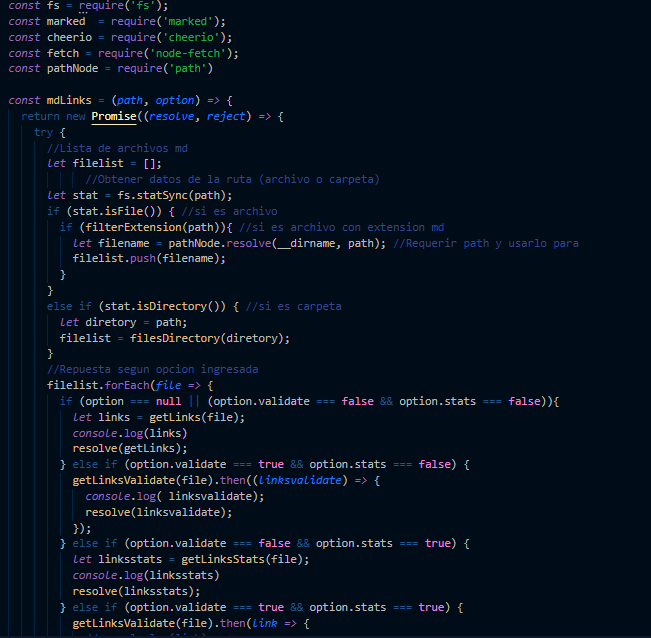 const fs = require('fs');
const marked  = require('marked');
const cheerio = require('cheerio');
const fetch = require('node-fetch');
const pathNode = require('path')

const mdLinks = (path, option) => {
  return new Promise((resolve, reject) => {
    try {
      //Lista de archivos md
      let filelist = [];
            //Obtener datos de la ruta (archivo o carpeta)
      let stat = fs.statSync(path);
      if (stat.isFile()) { //si es archivo
        if (filterExtension(path)){ //si es archivo con extension md
          let filename = pathNode.resolve(__dirname, path); //Requerir path y usarlo para
          filelist.push(filename);
        }
      }
      else if (stat.isDirectory()) { //si es carpeta
        let diretory = path;
        filelist = filesDirectory(diretory);
      }
      //Repuesta segun opcion ingresada
      filelist.forEach(file => {
        if (option === null || (option.validate === false && option.stats === false)){
          let links = getLinks(file);
          console.log(links)
          resolve(getLinks);
        } else if (option.validate === true && option.stats === false) {
          getLinksValidate(file).then((linksvalidate) => {
            console.log( linksvalidate);
            resolve(linksvalidate);
          });
        } else if (option.validate === false && option.stats === true) {
          let linksstats = getLinksStats(file);
          console.log(linksstats)
          resolve(linksstats);
        } else if (option.validate === true && option.stats === true) {
          getLinksValidate(file).then(link => {